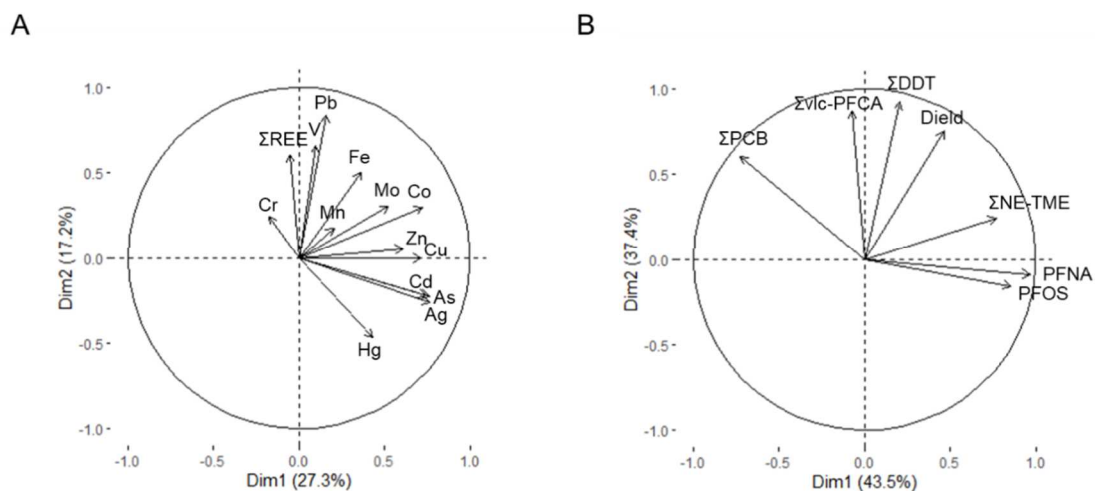 A
1.0
0.5
0.0
-0.5
-1.0
Dim2 (17.2%)
Pb
V
ΣREE
Fe
Cr
Mo
Co
Mn
Zn
Cu
Cd
As
Ag
Hg
-1.0
-0.5
0.0
0.5
1.0
Dim1 (27.3%)
B
1.0
0.5
0.0
-0.5
-1.0
Dim2 (37.4%)
ΣDDT
Σvlc-PFCA
Dield
ΣPCB
ΣNE-TME
PFNA
PFOS
-1.0
-0.5
0.0
0.5
1.0
Dim1 (43.5%)